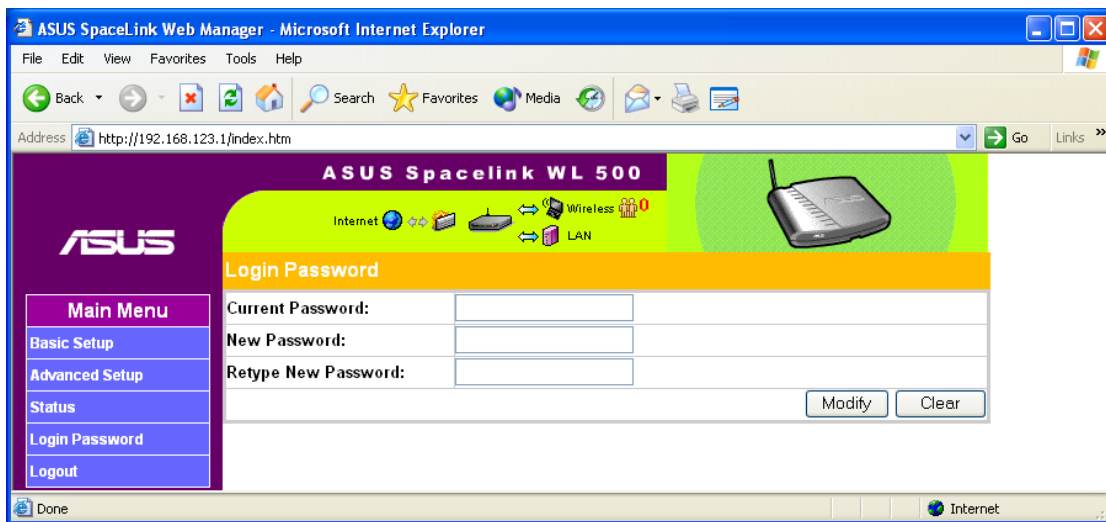 ASUS SpaceLink Web Manager - Microsoft Internet Explorer
File Edit View Favorites Tools Help
Back Search Favorites Media
Address http://192.168.123.1/index.htm Go Links »
ASUS Spacelink WL 500
Internet Wireless 0
LAN
ASUS
Login Password
Main Menu
Basic Setup
Advanced Setup
Status
Login Password
Logout
Current Password:
New Password:
Retype New Password:
Modify Clear
Done Internet